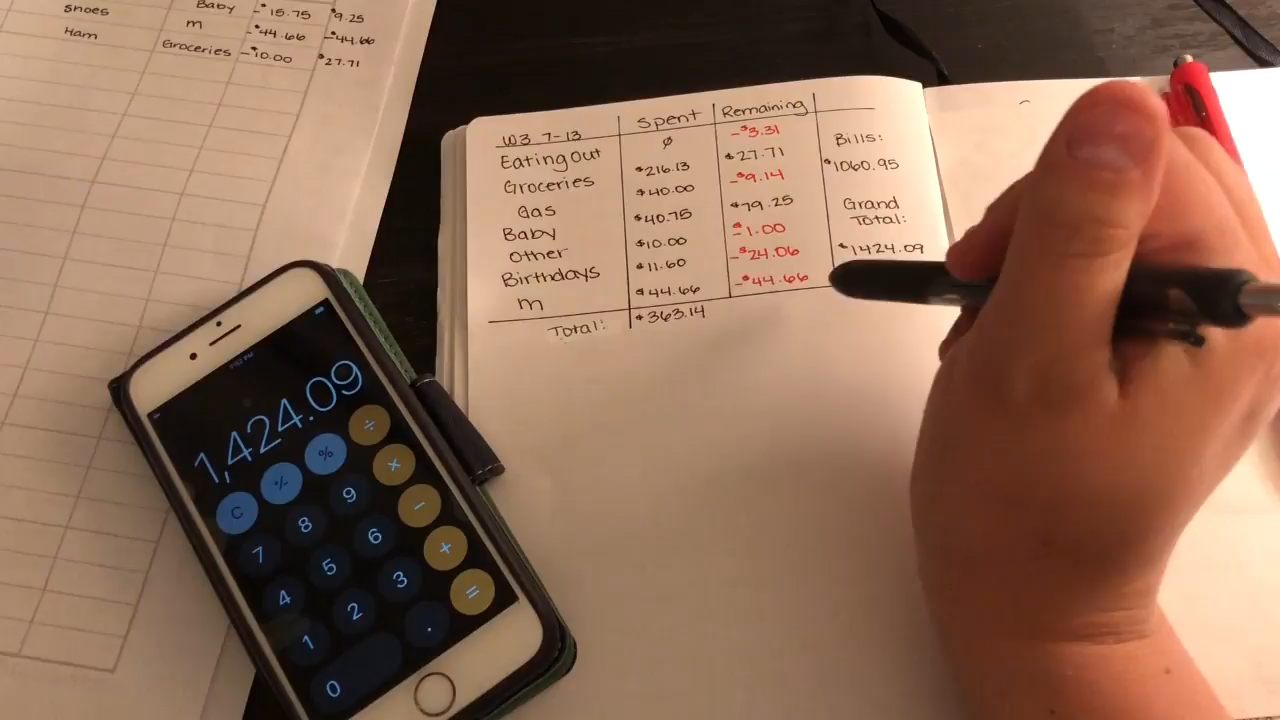 Shoes Baby -$15.75 $9.25
m -$44.66 -$44.66
Ham Groceries -$10.00 $27.71
W3 7-13 Spent Remaining
Eating out ø -$3.31
Groceries $216.13 $27.71
Gas $40.00 -$9.14
Baby $40.75 $79.25
Other $10.00 -$1.00
Birthdays $11.60 -$24.06
m $44.66 -$44.66
Total: $363.14
Bills:
$1060.95
Grand
Total:
$1424.09
1,424.09
C % ÷
7 8 9 ×
4 5 6 −
1 2 3 +
0 . =